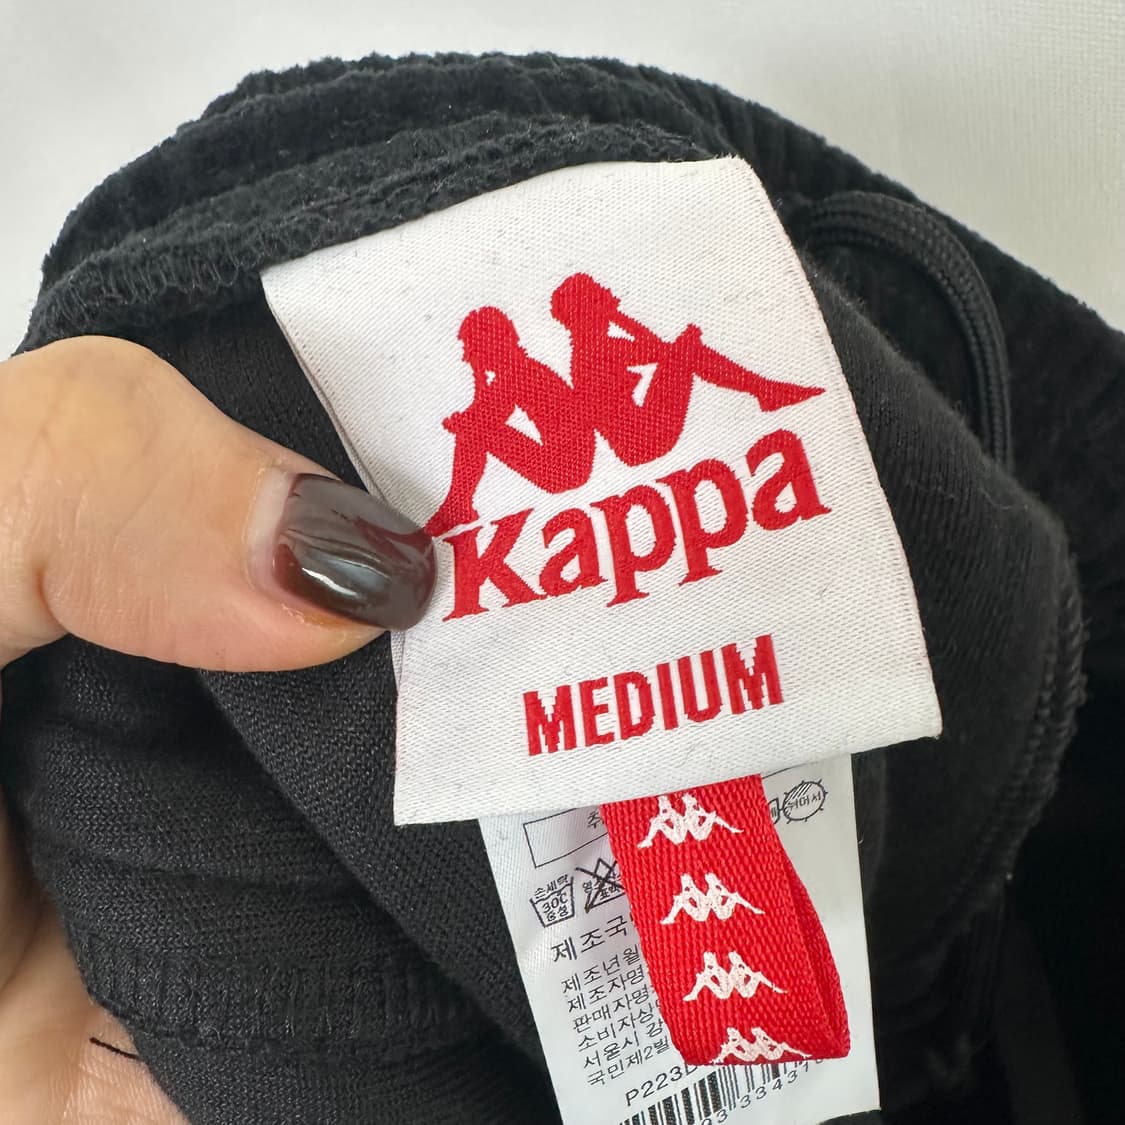 Kappa
MEDIUM
손세탁
30C
중성
제조국
제조년월
제조자명
판매자명
소비자상
서울시 강
국민제2빌
P223